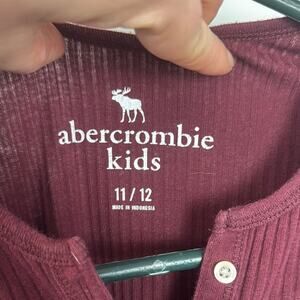 abercrombie
kids
11 / 12
MADE IN INDONESIA